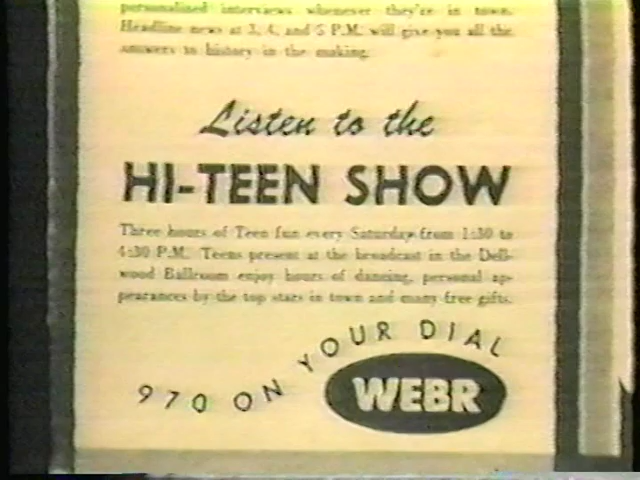 personalized interviews whenever they're in town.
Headline news at 3, 4, and 5 P.M. will give you all the
answers to history in the making.
Listen to the
HI-TEEN SHOW
Three hours of Teen fun every Saturday from 1:30 to
4:30 P.M. Teens present at the broadcast in the Dell-
wood Ballroom enjoy hours of dancing, personal ap-
pearances by the top stars in town and many free gifts.
970 ON YOUR DIAL
WEBR